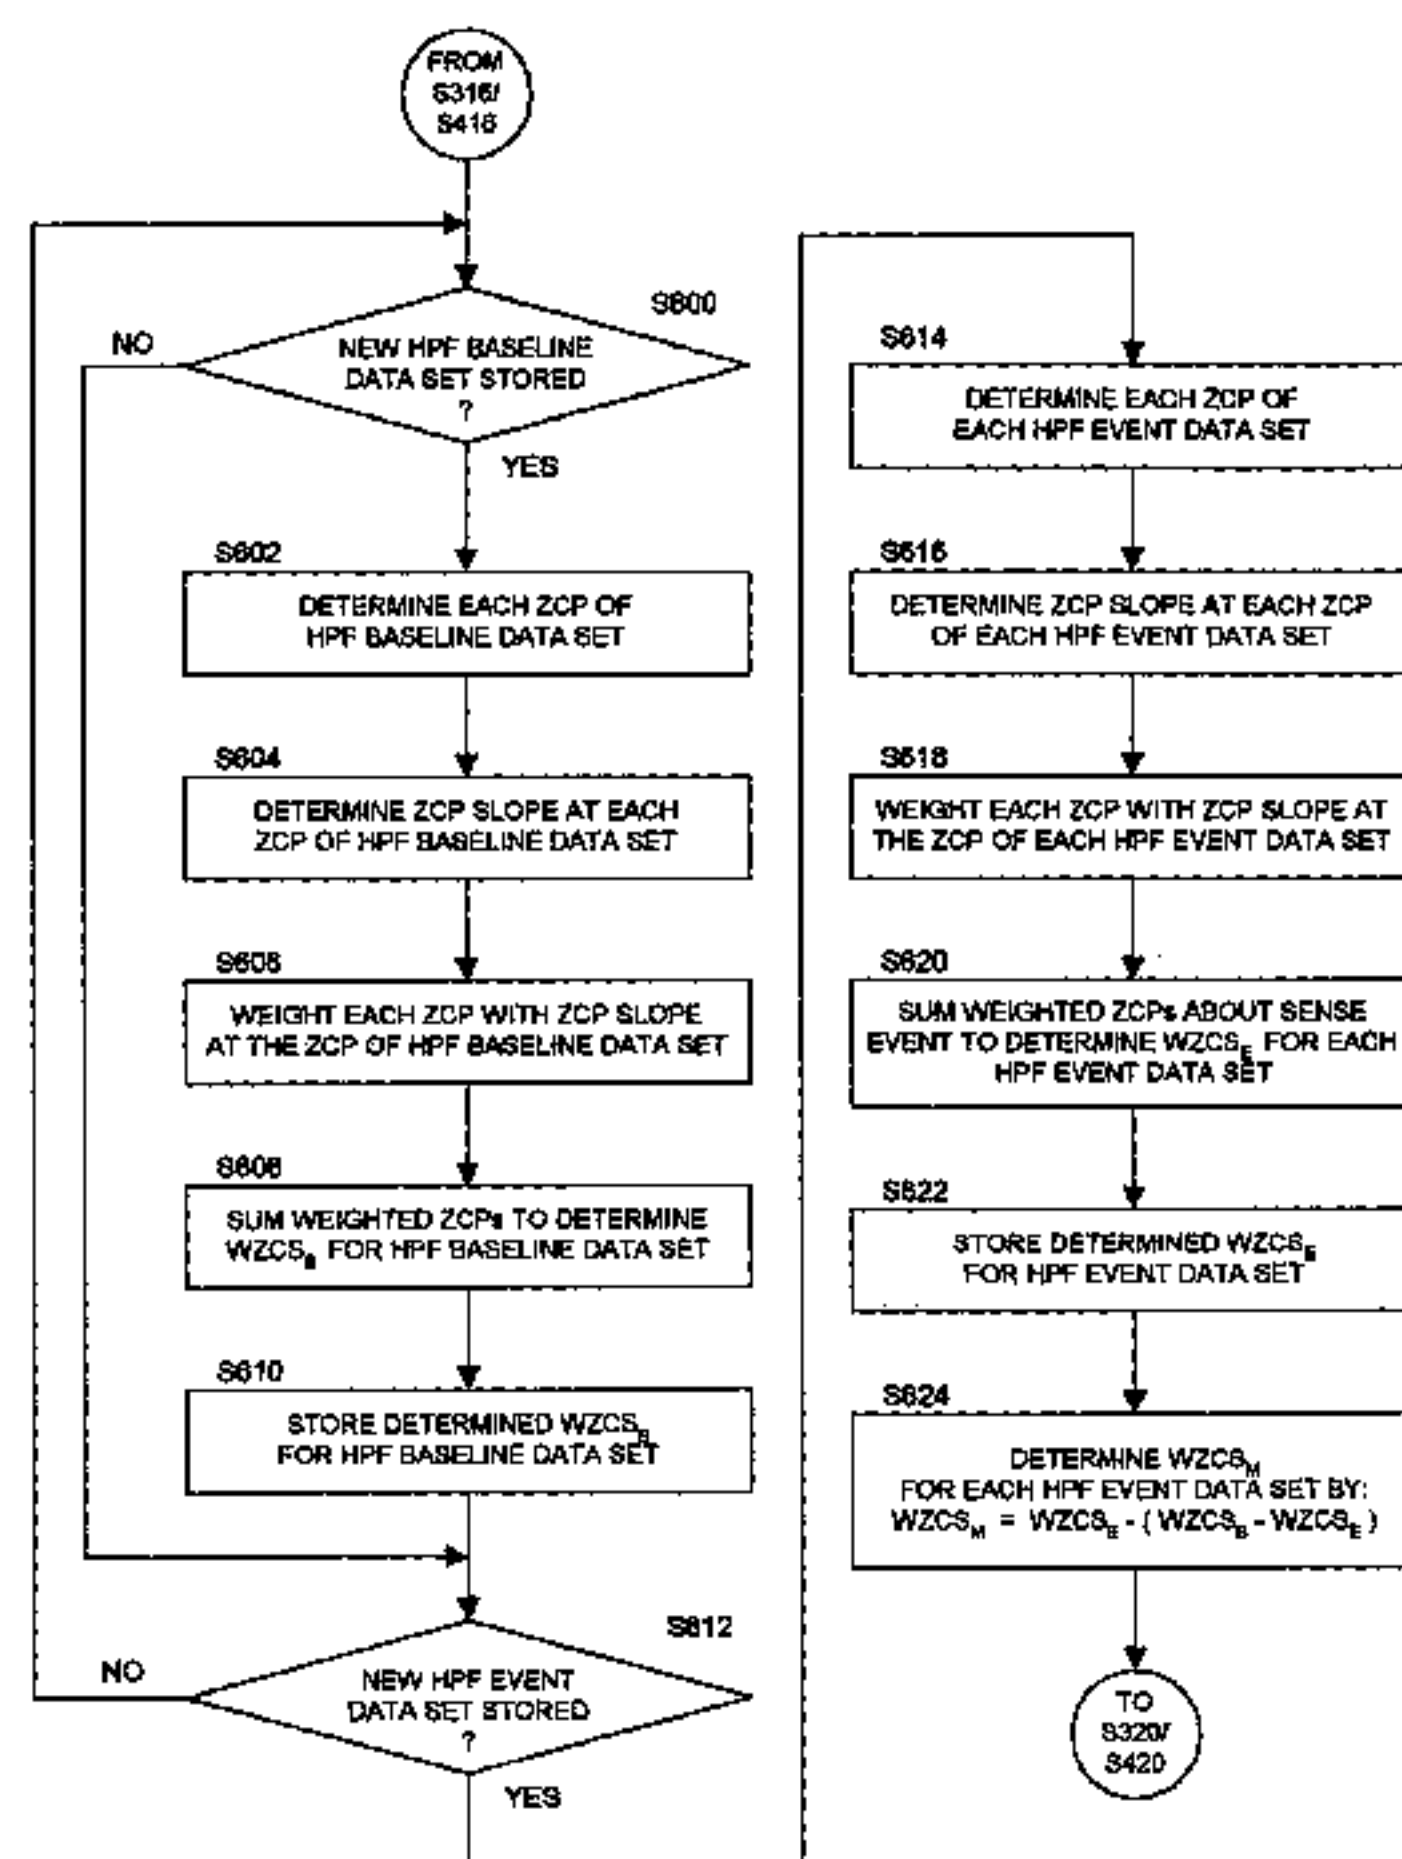 FROM
S316/
S416
S600
NO
NEW HPF BASELINE
DATA SET STORED
?
YES
S602
DETERMINE EACH ZCP OF
HPF BASELINE DATA SET
S604
DETERMINE ZCP SLOPE AT EACH
ZCP OF HPF BASELINE DATA SET
S606
WEIGHT EACH ZCP WITH ZCP SLOPE
AT THE ZCP OF HPF BASELINE DATA SET
S608
SUM WEIGHTED ZCPs TO DETERMINE
WZCS_B FOR HPF BASELINE DATA SET
S610
STORE DETERMINED WZCS_B
FOR HPF BASELINE DATA SET
S612
NO
NEW HPF EVENT
DATA SET STORED
?
YES
S614
DETERMINE EACH ZCP OF
EACH HPF EVENT DATA SET
S616
DETERMINE ZCP SLOPE AT EACH ZCP
OF EACH HPF EVENT DATA SET
S618
WEIGHT EACH ZCP WITH ZCP SLOPE AT
THE ZCP OF EACH HPF EVENT DATA SET
S620
SUM WEIGHTED ZCPs ABOUT SENSE
EVENT TO DETERMINE WZCS_E FOR EACH
HPF EVENT DATA SET
S622
STORE DETERMINED WZCS_E
FOR HPF EVENT DATA SET
S624
DETERMINE WZCS_M
FOR EACH HPF EVENT DATA SET BY:
WZCS_M = WZCS_E - ( WZCS_B - WZCS_E )
TO
S320/
S420